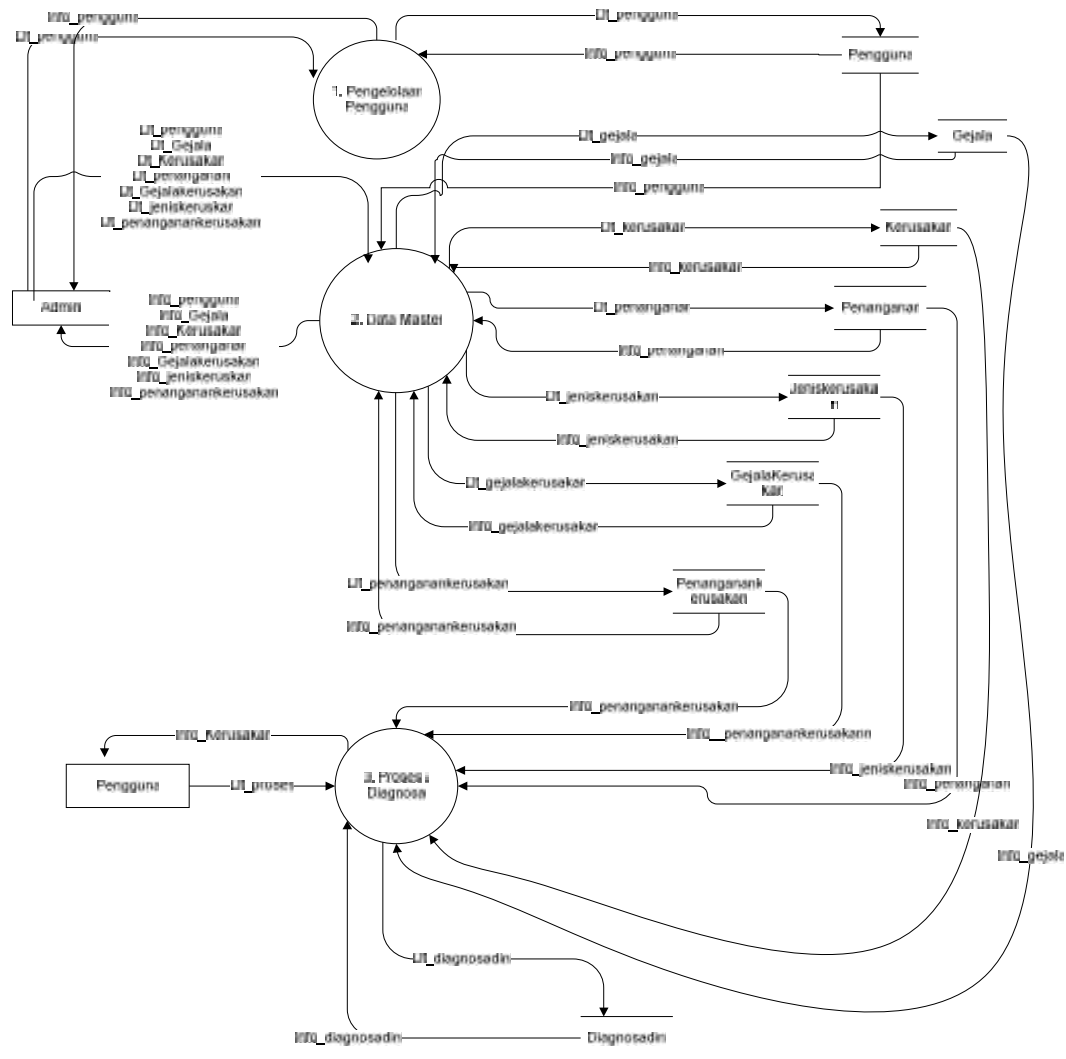 Info_pengguna
Dt_pengguna
Dt_pengguna
Info_pengguna
Pengguna
1. Pengelolaan
Pengguna
Dt_pengguna
Dt_Gejala
Dt_Kerusakan
Dt_penanganan
Dt_Gejalakerusakan
Dt_jeniskeruskan
Dt_penanganankerusakan
Dt_gejala
Gejala
Info_gejala
Info_pengguna
Dt_kerusakan
Kerusakan
Info_kerusakan
Admin
Info_pengguna
Info_Gejala
Info_Kerusakan
Info_penanganan
Info_Gejalakerusakan
Info_jeniskeruskan
Info_penanganankerusakan
2. Data Master
Dt_penanganan
Penanganan
Info_penanganan
Dt_jeniskerusakan
Jeniskerusaka
n
Info_jeniskerusakan
Dt_gejalakerusakan
GejalaKerusa
kan
Info_gejalakerusakan
Dt_penanganankerusakan
Penanganank
erusakan
Info_penanganankerusakan
Info_penanganankerusakan
Info__penanganankerusakann
Info_Kerusakan
Info_jeniskerusakan
Pengguna
Dt_proses
3. Proses
Diagnosa
Info_penanganan
Info_kerusakan
Info_gejala
Dt_diagnosadin
Info_diagnosadin
Diagnosadin